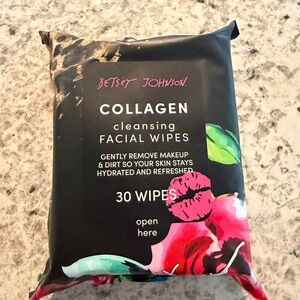 BETSEY JOHNSON
COLLAGEN
cleansing
FACIAL WIPES
GENTLY REMOVE MAKEUP
& DIRT SO YOUR SKIN STAYS
HYDRATED AND REFRESHED
30 WIPES
open
here